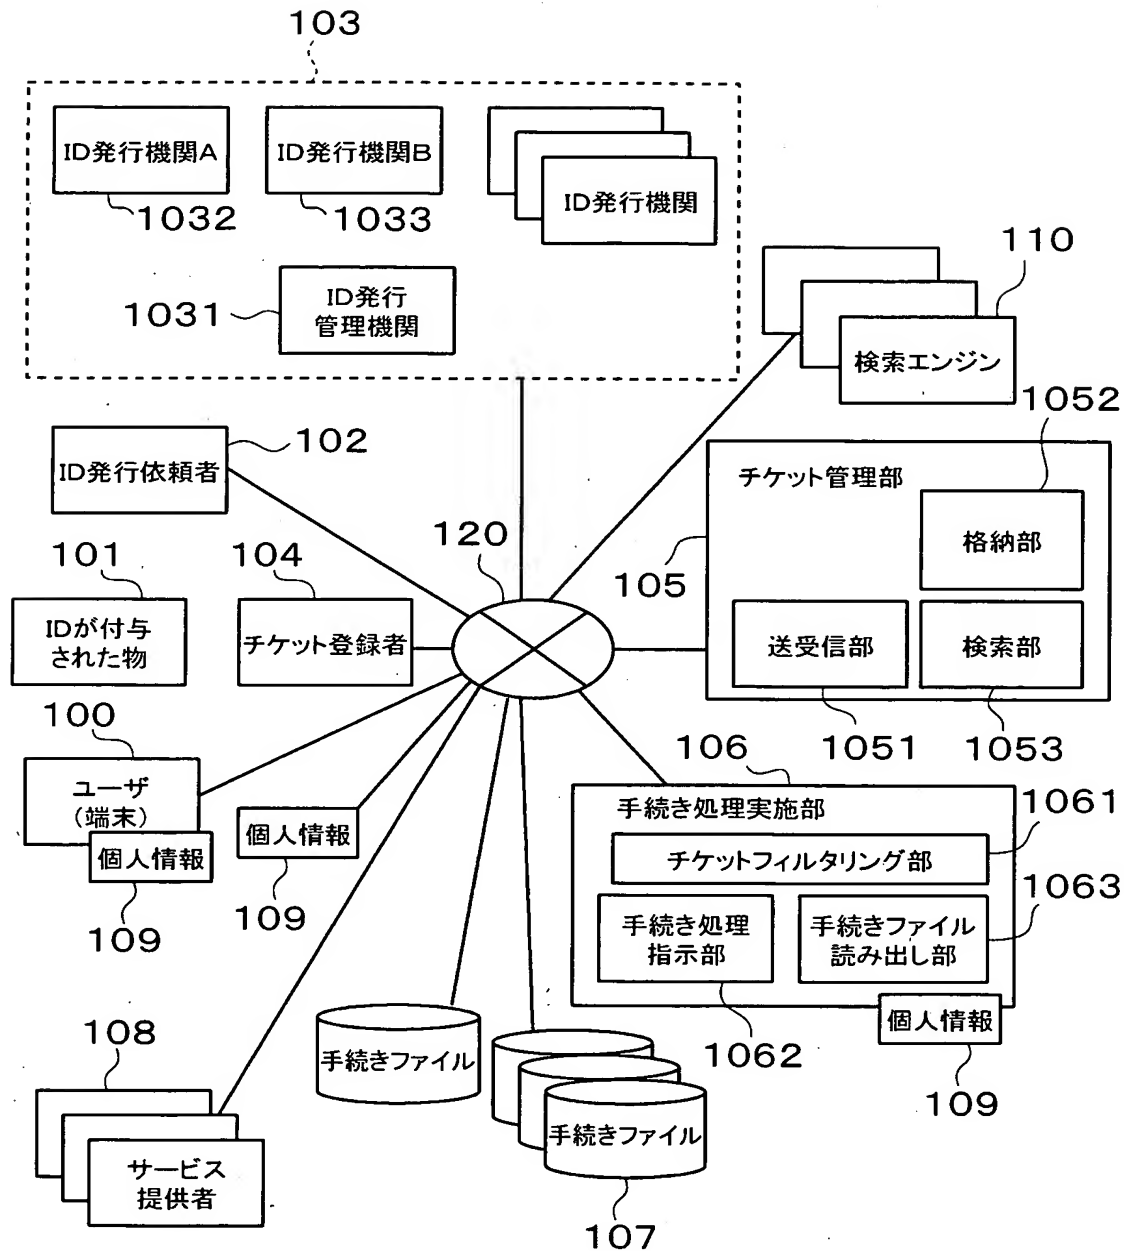 103
ID発行機関A
ID発行機関B
1032
1033
ID発行機関
1031
ID発行
管理機関
110
検索エンジン
102
ID発行依頼者
1052
チケット管理部
格納部
105
送受信部
検索部
1051
1053
101
IDが付与
された物
104
チケット登録者
120
100
ユーザ
(端末)
個人情報
109
個人情報
109
106
手続き処理実施部
1061
チケットフィルタリング部
1063
手続き処理
指示部
手続きファイル
読み出し部
1062
個人情報
109
手続きファイル
手続きファイル
107
108
サービス
提供者